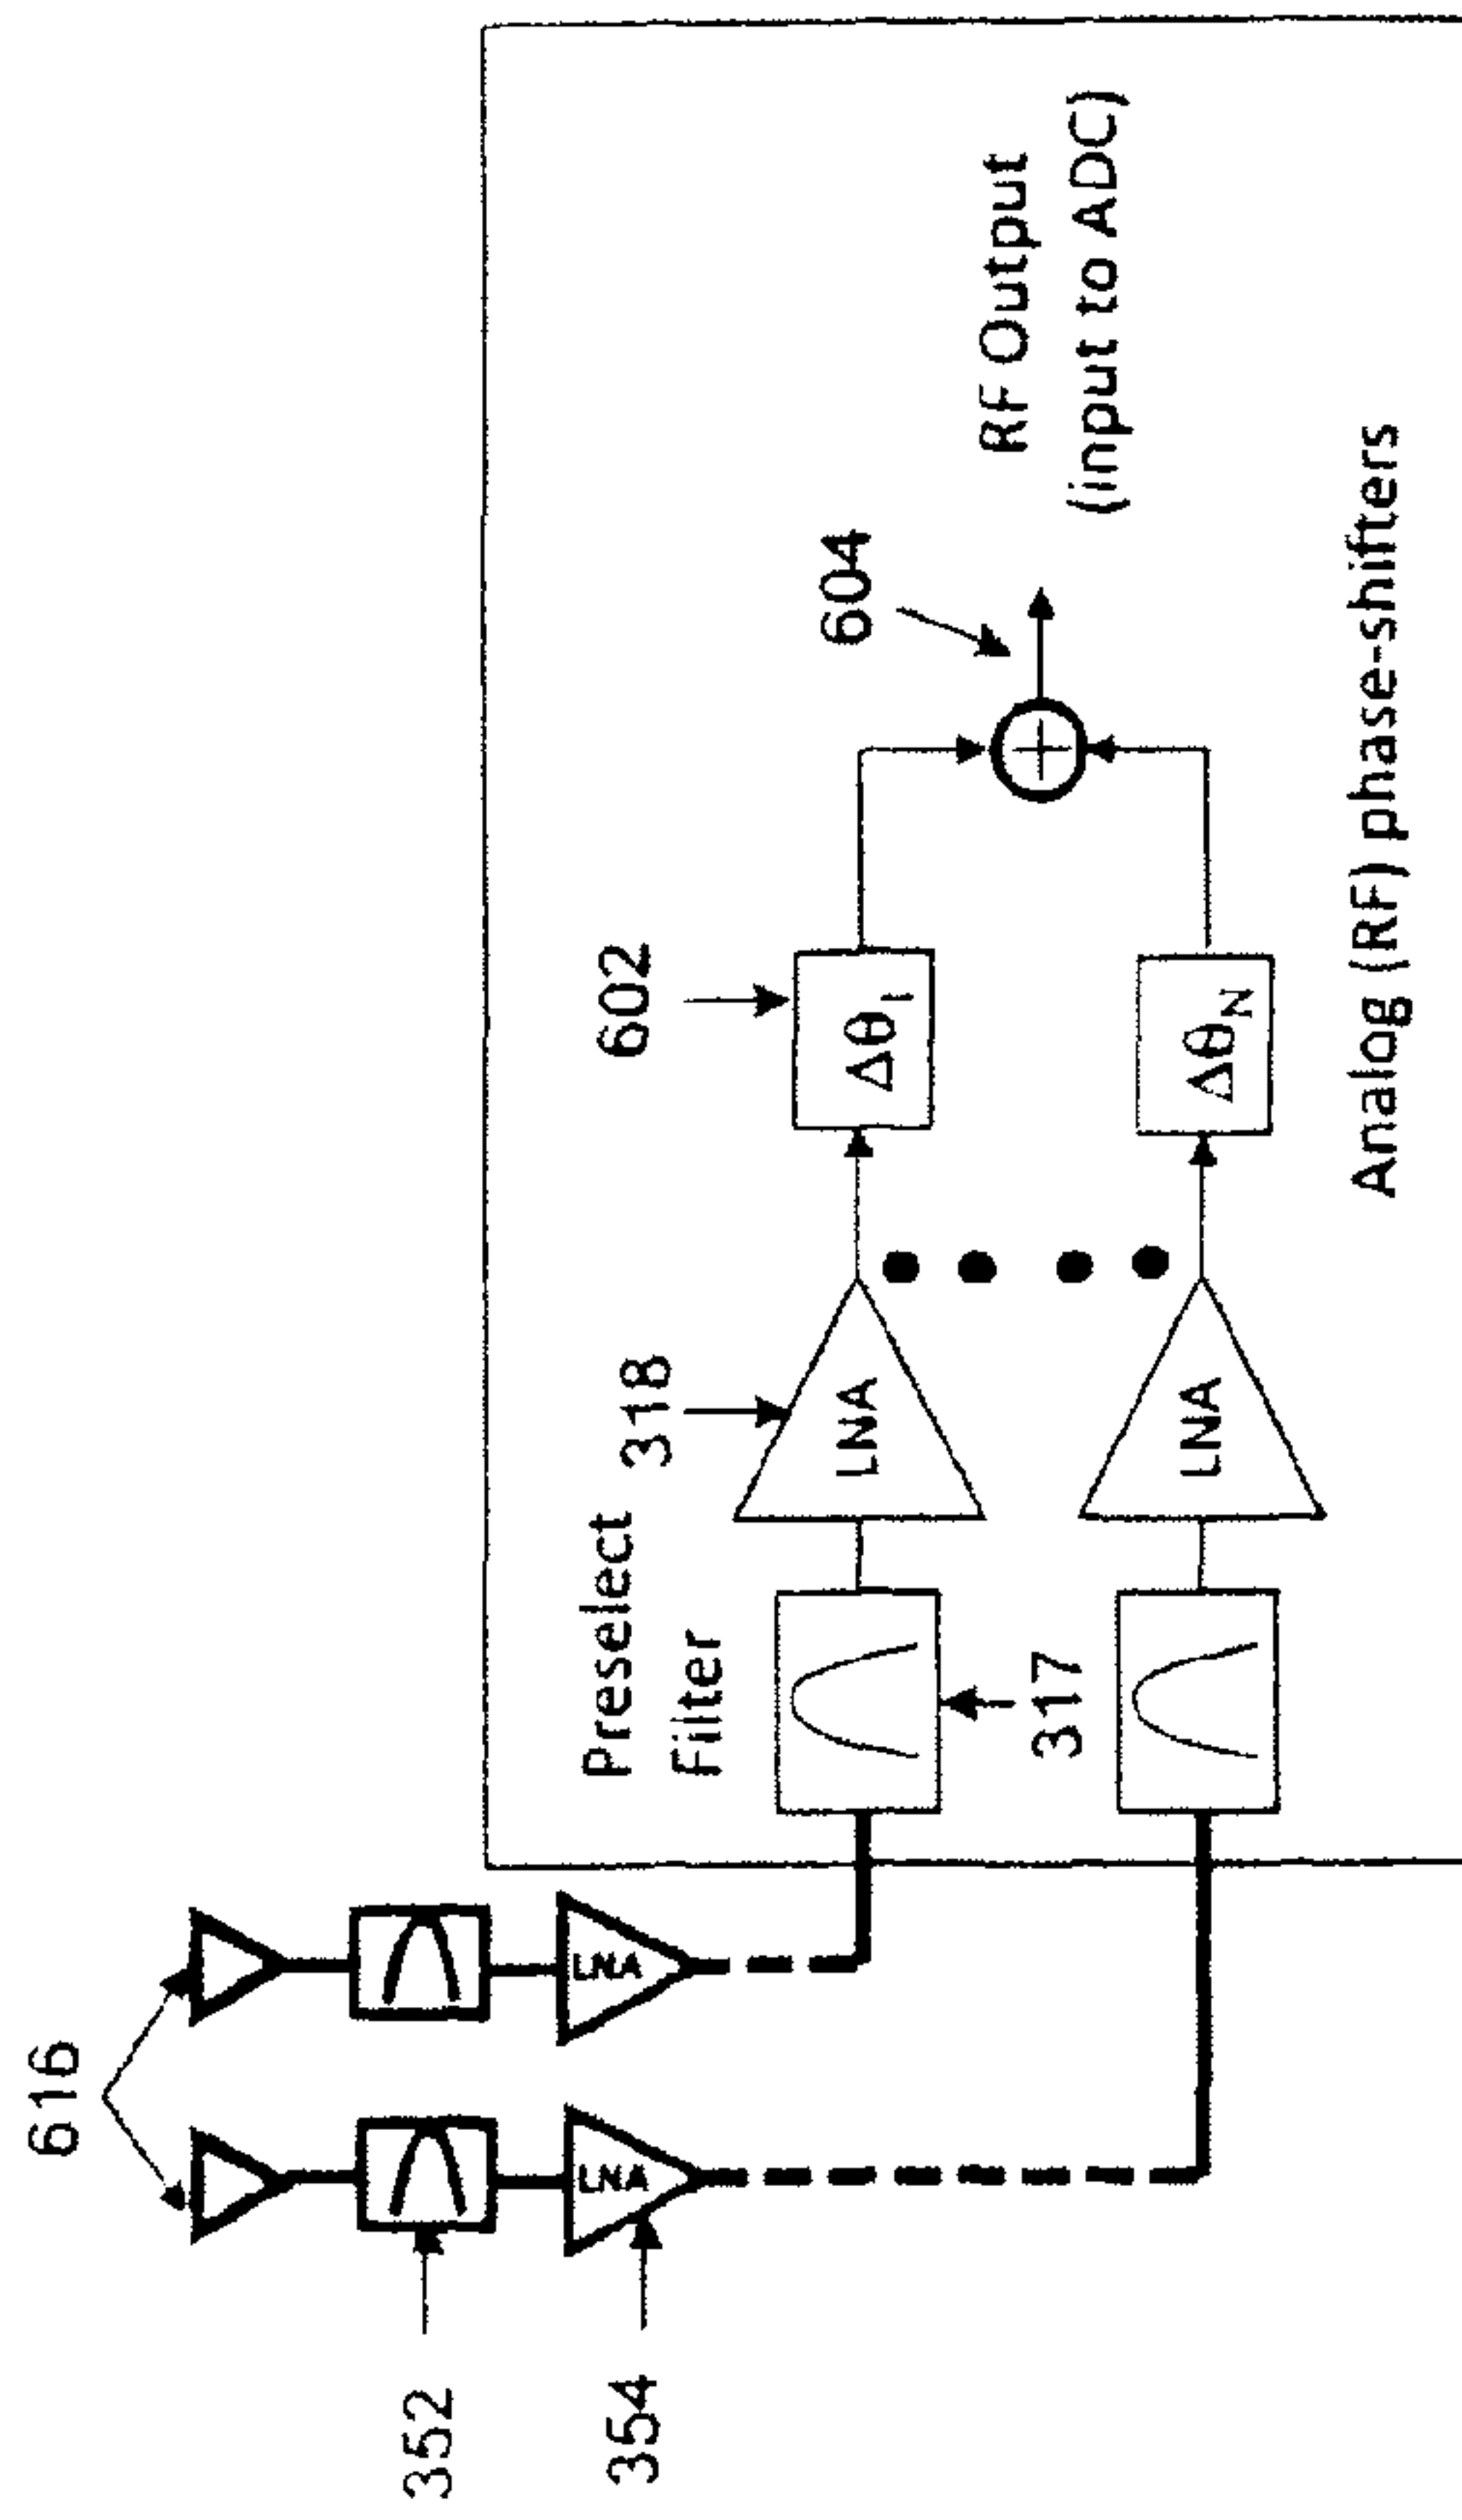 616
352
354
LNA
LNA
Preselect
filter
318
602
604
317
LNA
LNA
Δθ₁
Δθ_N
RF Output
(input to ADC)
Analog (RF) phase-shifters